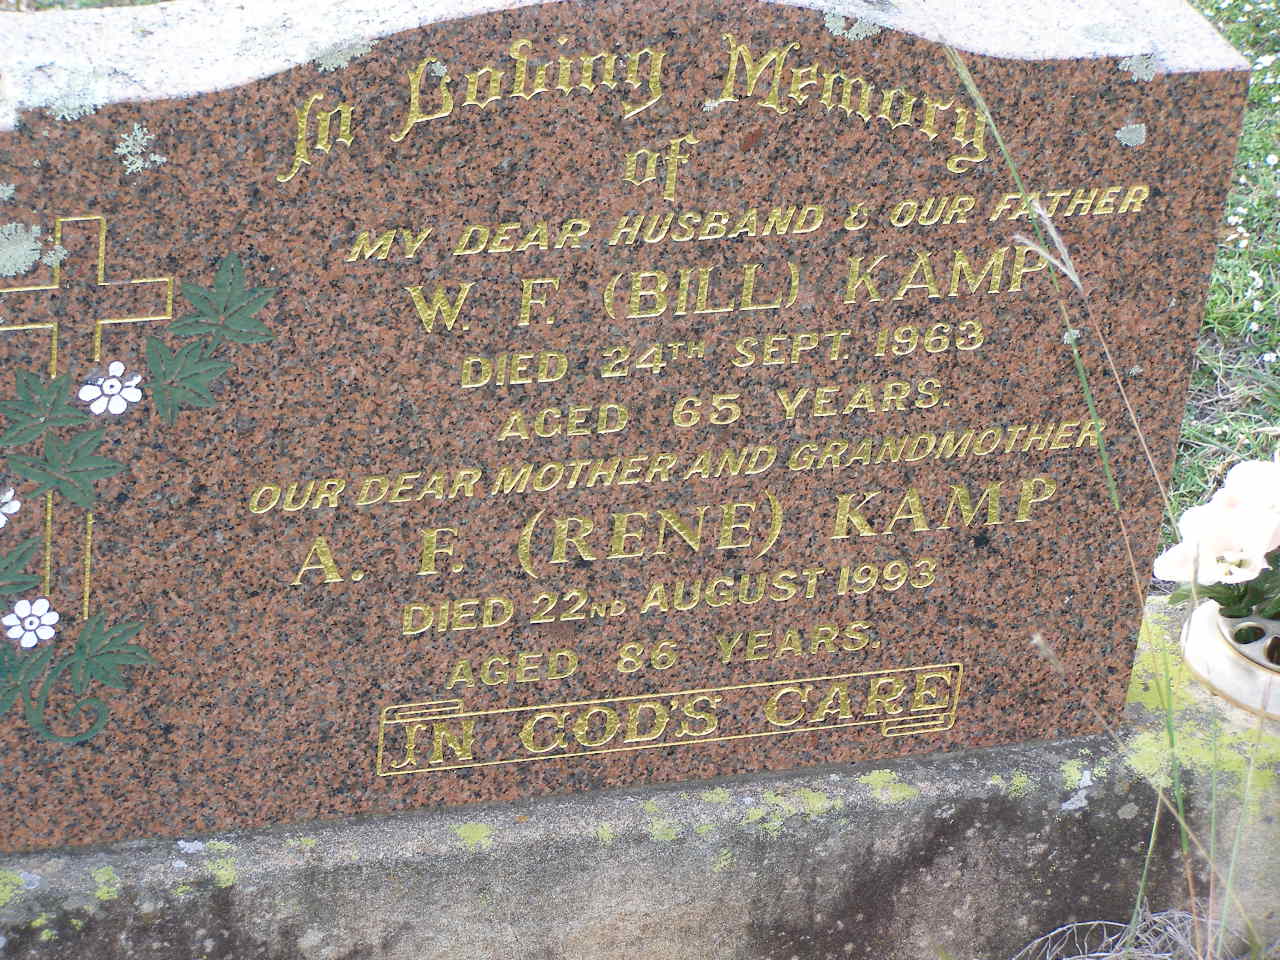 In Loving Memory
of
MY DEAR HUSBAND & OUR FATHER
W. F. (BILL) KAMP
DIED 24TH SEPT. 1963
AGED 65 YEARS.
OUR DEAR MOTHER AND GRANDMOTHER
A. F. (RENE) KAMP
DIED 22ND AUGUST 1993
AGED 86 YEARS.
IN GOD'S CARE